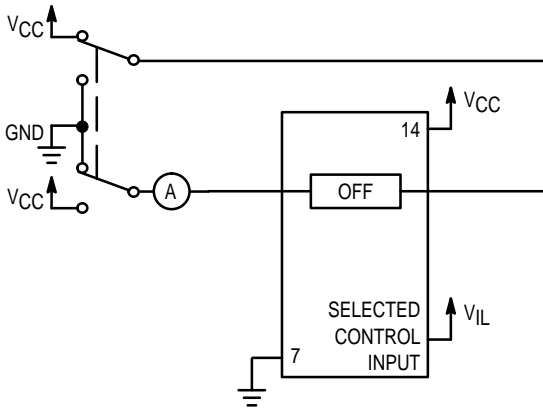 VCC
GND
VCC
A
14
VCC
OFF
SELECTED
CONTROL
INPUT
VIL
7